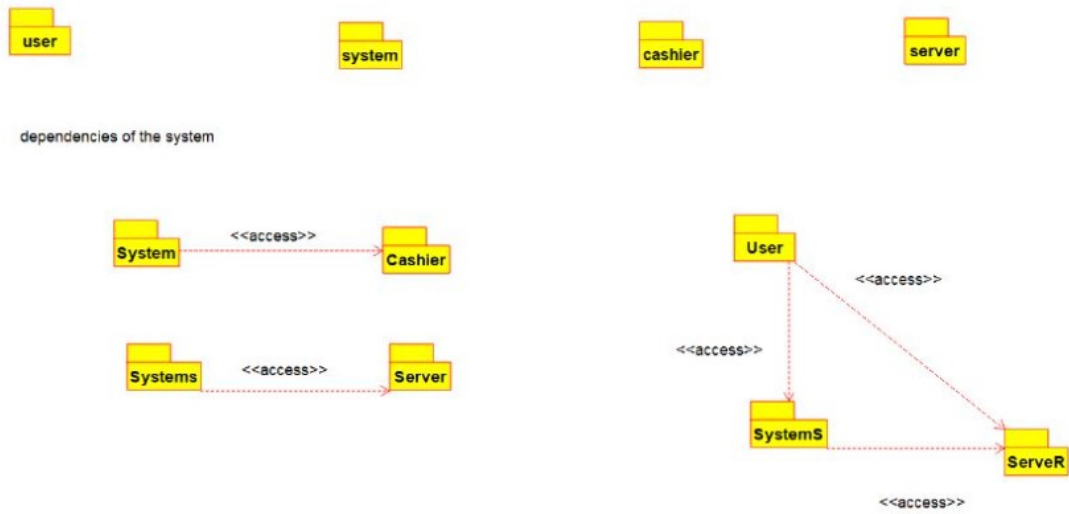 user
system
cashier
server
dependencies of the system
<<access>>
System
Cashier
User
<<access>>
<<access>>
Systems
<<access>>
Server
SystemS
ServeR
<<access>>